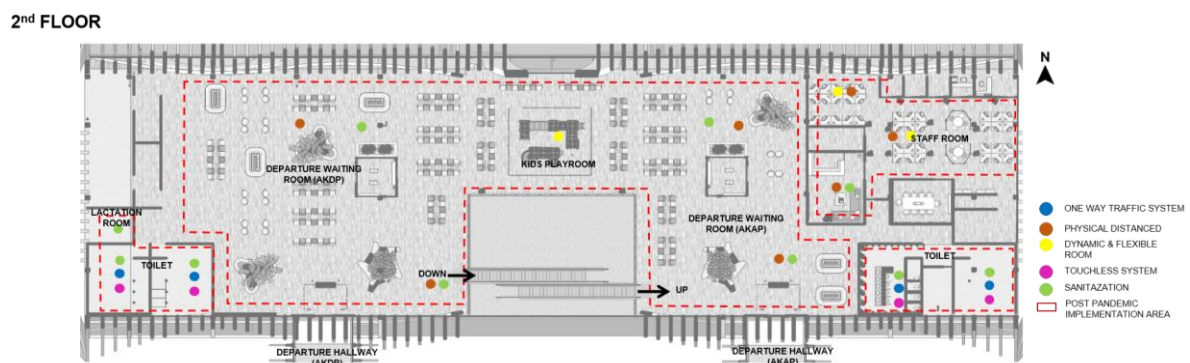 2nd FLOOR
N
KIDS PLAYROOM
STAFF ROOM
DEPARTURE WAITING
ROOM (AKDP)
LACTATION
ROOM
DEPARTURE WAITING
ROOM (AKAP)
TOILET
DOWN
UP
TOILET
DEPARTURE HALLWAY
(AKDP)
DEPARTURE HALLWAY
(AKAP)
ONE WAY TRAFFIC SYSTEM
PHYSICAL DISTANCED
DYNAMIC & FLEXIBLE
ROOM
TOUCHLESS SYSTEM
SANITAZATION
POST PANDEMIC
IMPLEMENTATION AREA